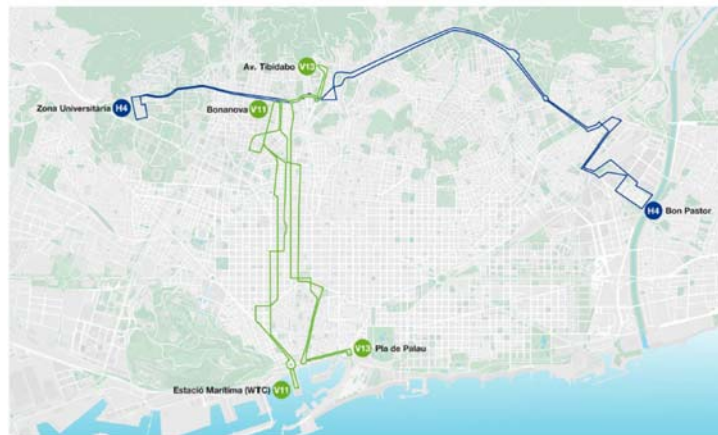 Av. Tibidabo V13
Zona Universitària H4
Bonanova V11
H4 Bon Pastor
V13 Pla de Palau
Estació Marítima (WTC) V11